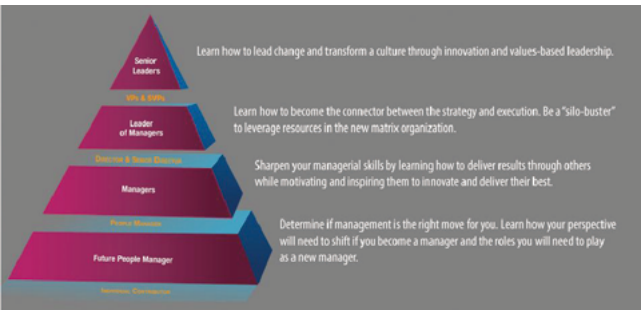 Senior
Leaders
Learn how to lead change and transform a culture through innovation and values-based leadership.
VPs & SVPs
Leader
of Managers
Learn how to become the connector between the strategy and execution. Be a "silo-buster"
to leverage resources in the new matrix organization.
Director & Senior Director
Managers
Sharpen your managerial skills by learning how to deliver results through others
while motivating and inspiring them to innovate and deliver their best.
People Manager
Future People Manager
Determine if management is the right move for you. Learn how your perspective
will need to shift if you become a manager and the roles you will need to play
as a new manager.
Individual Contributor